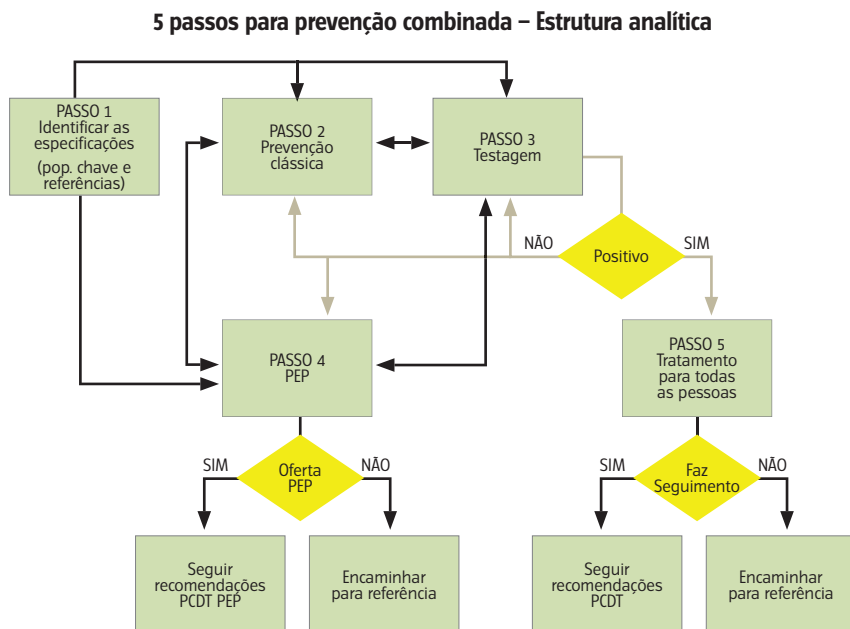 5 passos para prevenção combinada – Estrutura analítica
PASSO 1
Identificar as
especificações
(pop. chave e
referências)
PASSO 2
Prevenção
clássica
PASSO 3
Testagem
NÃO
Positivo
SIM
PASSO 4
PEP
PASSO 5
Tratamento
para todas
as pessoas
SIM
Oferta
PEP
NÃO
SIM
Faz
Seguimento
NÃO
Seguir
recomendações
PCDT PEP
Encaminhar
para referência
Seguir
recomendações
PCDT
Encaminhar
para referência